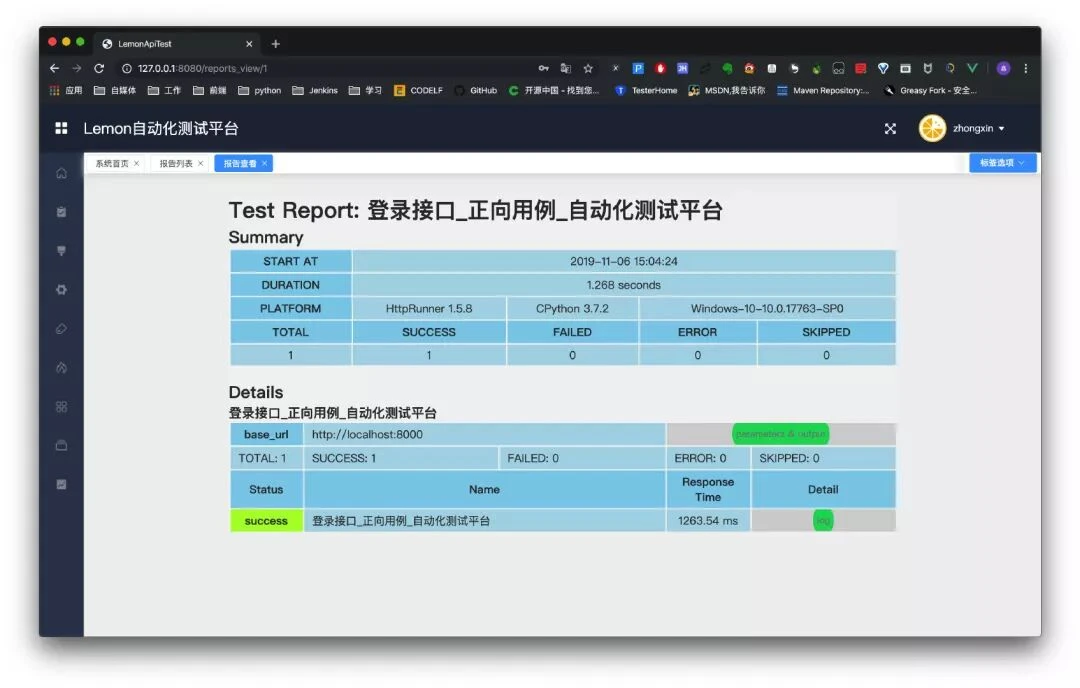 LemonApiTest
127.0.0.1:8080/reports_view/1
应用 自媒体 工作 前端 python Jenkins 学习 CODELF GitHub 开源中国 - 找到您... TesterHome MSDN,我告诉你 Maven Repository:... Greasy Fork - 安全...
Lemon自动化测试平台 zhongxin
系统首页 报告列表 报告查看 标签选项
Test Report: 登录接口_正向用例_自动化测试平台
Summary
START AT 2019-11-06 15:04:24
DURATION 1.268 seconds
PLATFORM HttpRunner 1.5.8 CPython 3.7.2 Windows-10-10.0.17763-SP0
TOTAL SUCCESS FAILED ERROR SKIPPED
1 1 0 0 0
Details
登录接口_正向用例_自动化测试平台
base_url http://localhost:8000 parameters & output
TOTAL: 1 SUCCESS: 1 FAILED: 0 ERROR: 0 SKIPPED: 0
Status Name Response Time Detail
success 登录接口_正向用例_自动化测试平台 1263.54 ms log